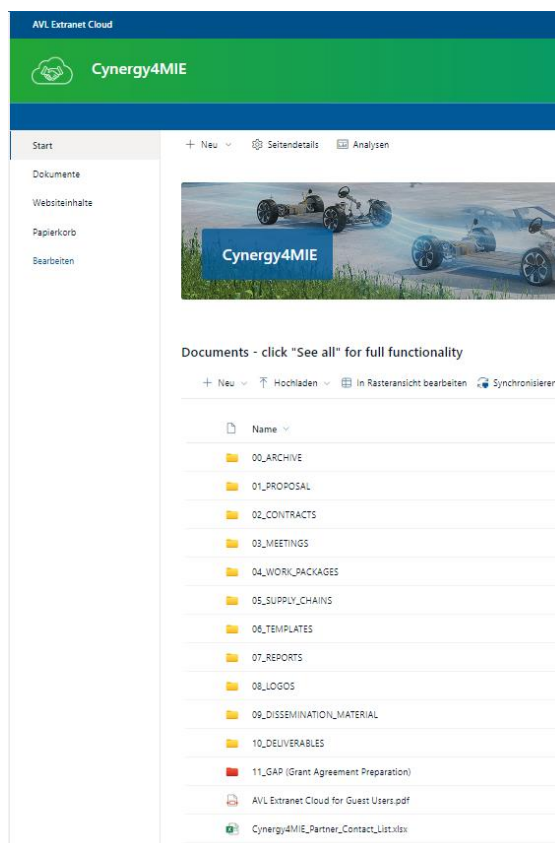 AVL Extranet Cloud
Cynergy4MIE
Start
Dokumente
Websiteinhalte
Papierkorb
Bearbeiten
+ Neu Seitendetails Analysen
Cynergy4MIE
Documents - click "See all" for full functionality
+ Neu Hochladen In Rasteransicht bearbeiten Synchronisieren
Name
00_ARCHIVE
01_PROPOSAL
02_CONTRACTS
03_MEETINGS
04_WORK_PACKAGES
05_SUPPLY_CHAINS
06_TEMPLATES
07_REPORTS
08_LOGOS
09_DISSEMINATION_MATERIAL
10_DELIVERABLES
11_GAP (Grant Agreement Preparation)
AVL Extranet Cloud for Guest Users.pdf
Cynergy4MIE_Partner_Contact_List.xlsx